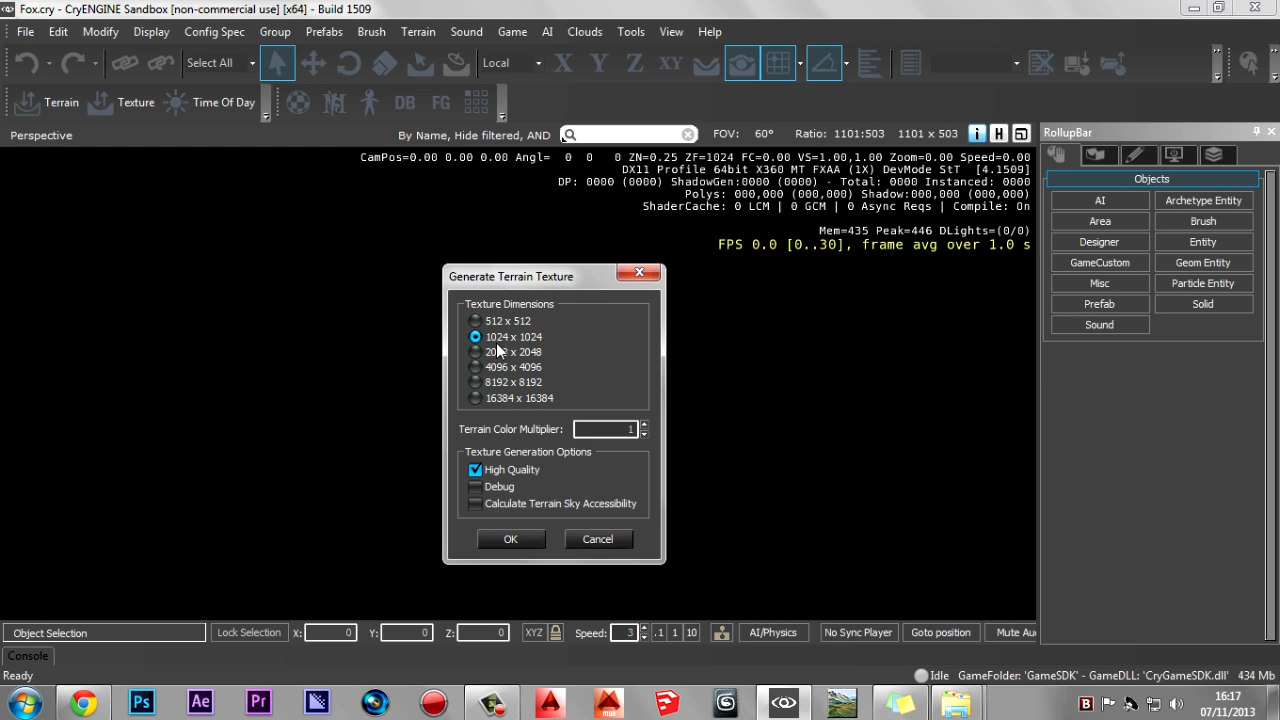 Fox.cry - CryENGINE Sandbox [non-commercial use] [x64] - Build 1509
File Edit Modify Display Config Spec Group Prefabs Brush Terrain Sound Game AI Clouds Tools View Help
Select All Local X Y Z XY
Terrain Texture Time Of Day DB FG
Perspective By Name, Hide filtered, AND FOV: 60° Ratio: 1101:503 1101 x 503 i H
RollupBar
CamPos=0.00 0.00 0.00 Angl= 0 0 0 ZN=0.25 ZF=1024 FC=0.00 VS=1.00,1.00 Zoom=0.00 Speed=0.00
DX11 Profile 64bit X360 MT FXAA (1X) DevMode StT [4.1509]
DP: 0000 (0000) ShadowGen:0000 (0000) - Total: 0000 Instanced: 0000
Polys: 000,000 (000,000) Shadow:000,000 (000,000)
ShaderCache: 0 LCM | 0 GCM | 0 Async Reqs | Compile: On
Mem=435 Peak=446 DLights=(0/0)
FPS 0.0 [0..30], frame avg over 1.0 s
Objects
AI Archetype Entity
Area Brush
Designer Entity
GameCustom Geom Entity
Misc Particle Entity
Prefab Solid
Sound
Generate Terrain Texture
Texture Dimensions
512 x 512
1024 x 1024
2048 x 2048
4096 x 4096
8192 x 8192
16384 x 16384
Terrain Color Multiplier: 1
Texture Generation Options
High Quality
Debug
Calculate Terrain Sky Accessibility
OK Cancel
Object Selection Lock Selection X: 0 Y: 0 Z: 0 XYZ Speed: 3 .1 1 10 AI/Physics No Sync Player Goto position Mute Au
Console
Ready Idle GameFolder: 'GameSDK' - GameDLL: 'CryGameSDK.dll' 434 Mb
Ps Ae Pr B 16:17
07/11/2013